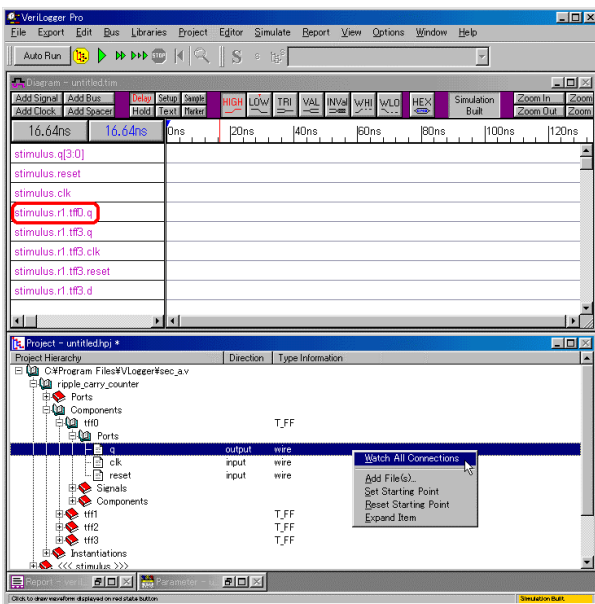 VeriLogger Pro
File Export Edit Bus Libraries Project Editor Simulate Report View Options Window Help
Auto Run
Diagram - untitled.tim
Add Signal Add Bus Delay Setup Sample HIGH LOW TRI VAL INVal WHI WLO HEX Simulation Built Zoom In Zoom
Add Clock Add Spacer Hold Text Marker Zoom Out Zoom
16.64ns 16.64ns 0ns 20ns 40ns 60ns 80ns 100ns 120ns
stimulus.q[3:0]
stimulus.reset
stimulus.clk
stimulus.r1.tff0.q
stimulus.r1.tff3.q
stimulus.r1.tff3.clk
stimulus.r1.tff3.reset
stimulus.r1.tff3.d
Project - untitled.hpj *
Project Hierarchy Direction Type Information
C:¥Program Files¥VLogger¥sec_a.v
ripple_carry_counter
Ports
Components
tff0 T_FF
Ports
q output wire
clk input wire
reset input wire
Signals
Components
tff1 T_FF
tff2 T_FF
tff3 T_FF
Instantiations
<<< stimulus >>>
Watch All Connections
Add File(s)...
Set Starting Point
Reset Starting Point
Expand Item
Report - veril Parameter - u
Click to draw waveform displayed on red state button Simulation Built